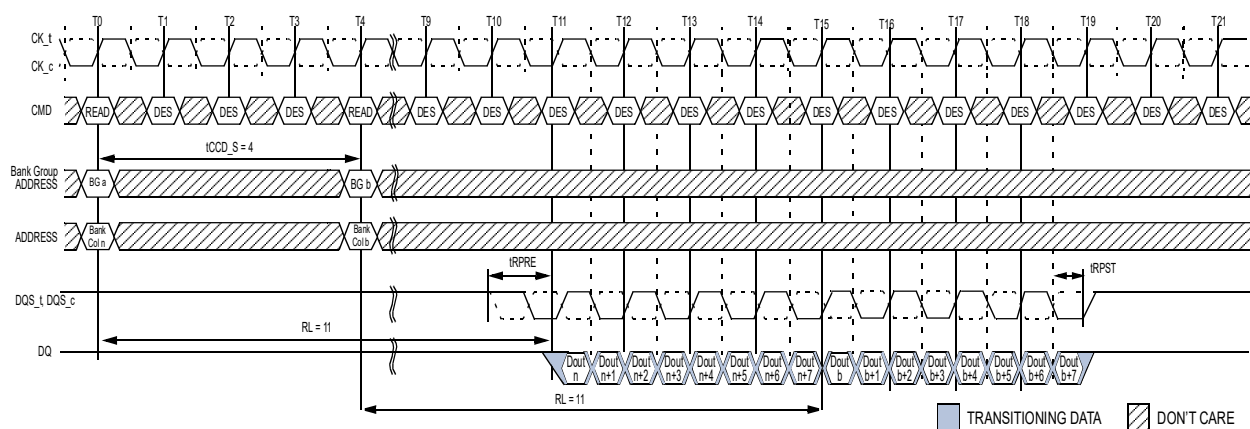 T0 T1 T2 T3 T4 T9 T10 T11 T12 T13 T14 T15 T16 T17 T18 T19 T20 T21
CK_t
CK_c
CMD READ DES DES DES READ DES DES DES DES DES DES DES DES DES DES DES DES DES
tCCD_S = 4
Bank Group
ADDRESS BG a BG b
ADDRESS Bank Col n Bank Col b
tRPRE tRPST
DQS_t, DQS_c
RL = 11
DQ Dout n Dout n+1 Dout n+2 Dout n+3 Dout n+4 Dout n+5 Dout n+6 Dout n+7 Dout b Dout b+1 Dout b+2 Dout b+3 Dout b+4 Dout b+5 Dout b+6 Dout b+7
RL = 11
TRANSITIONING DATA DON'T CARE